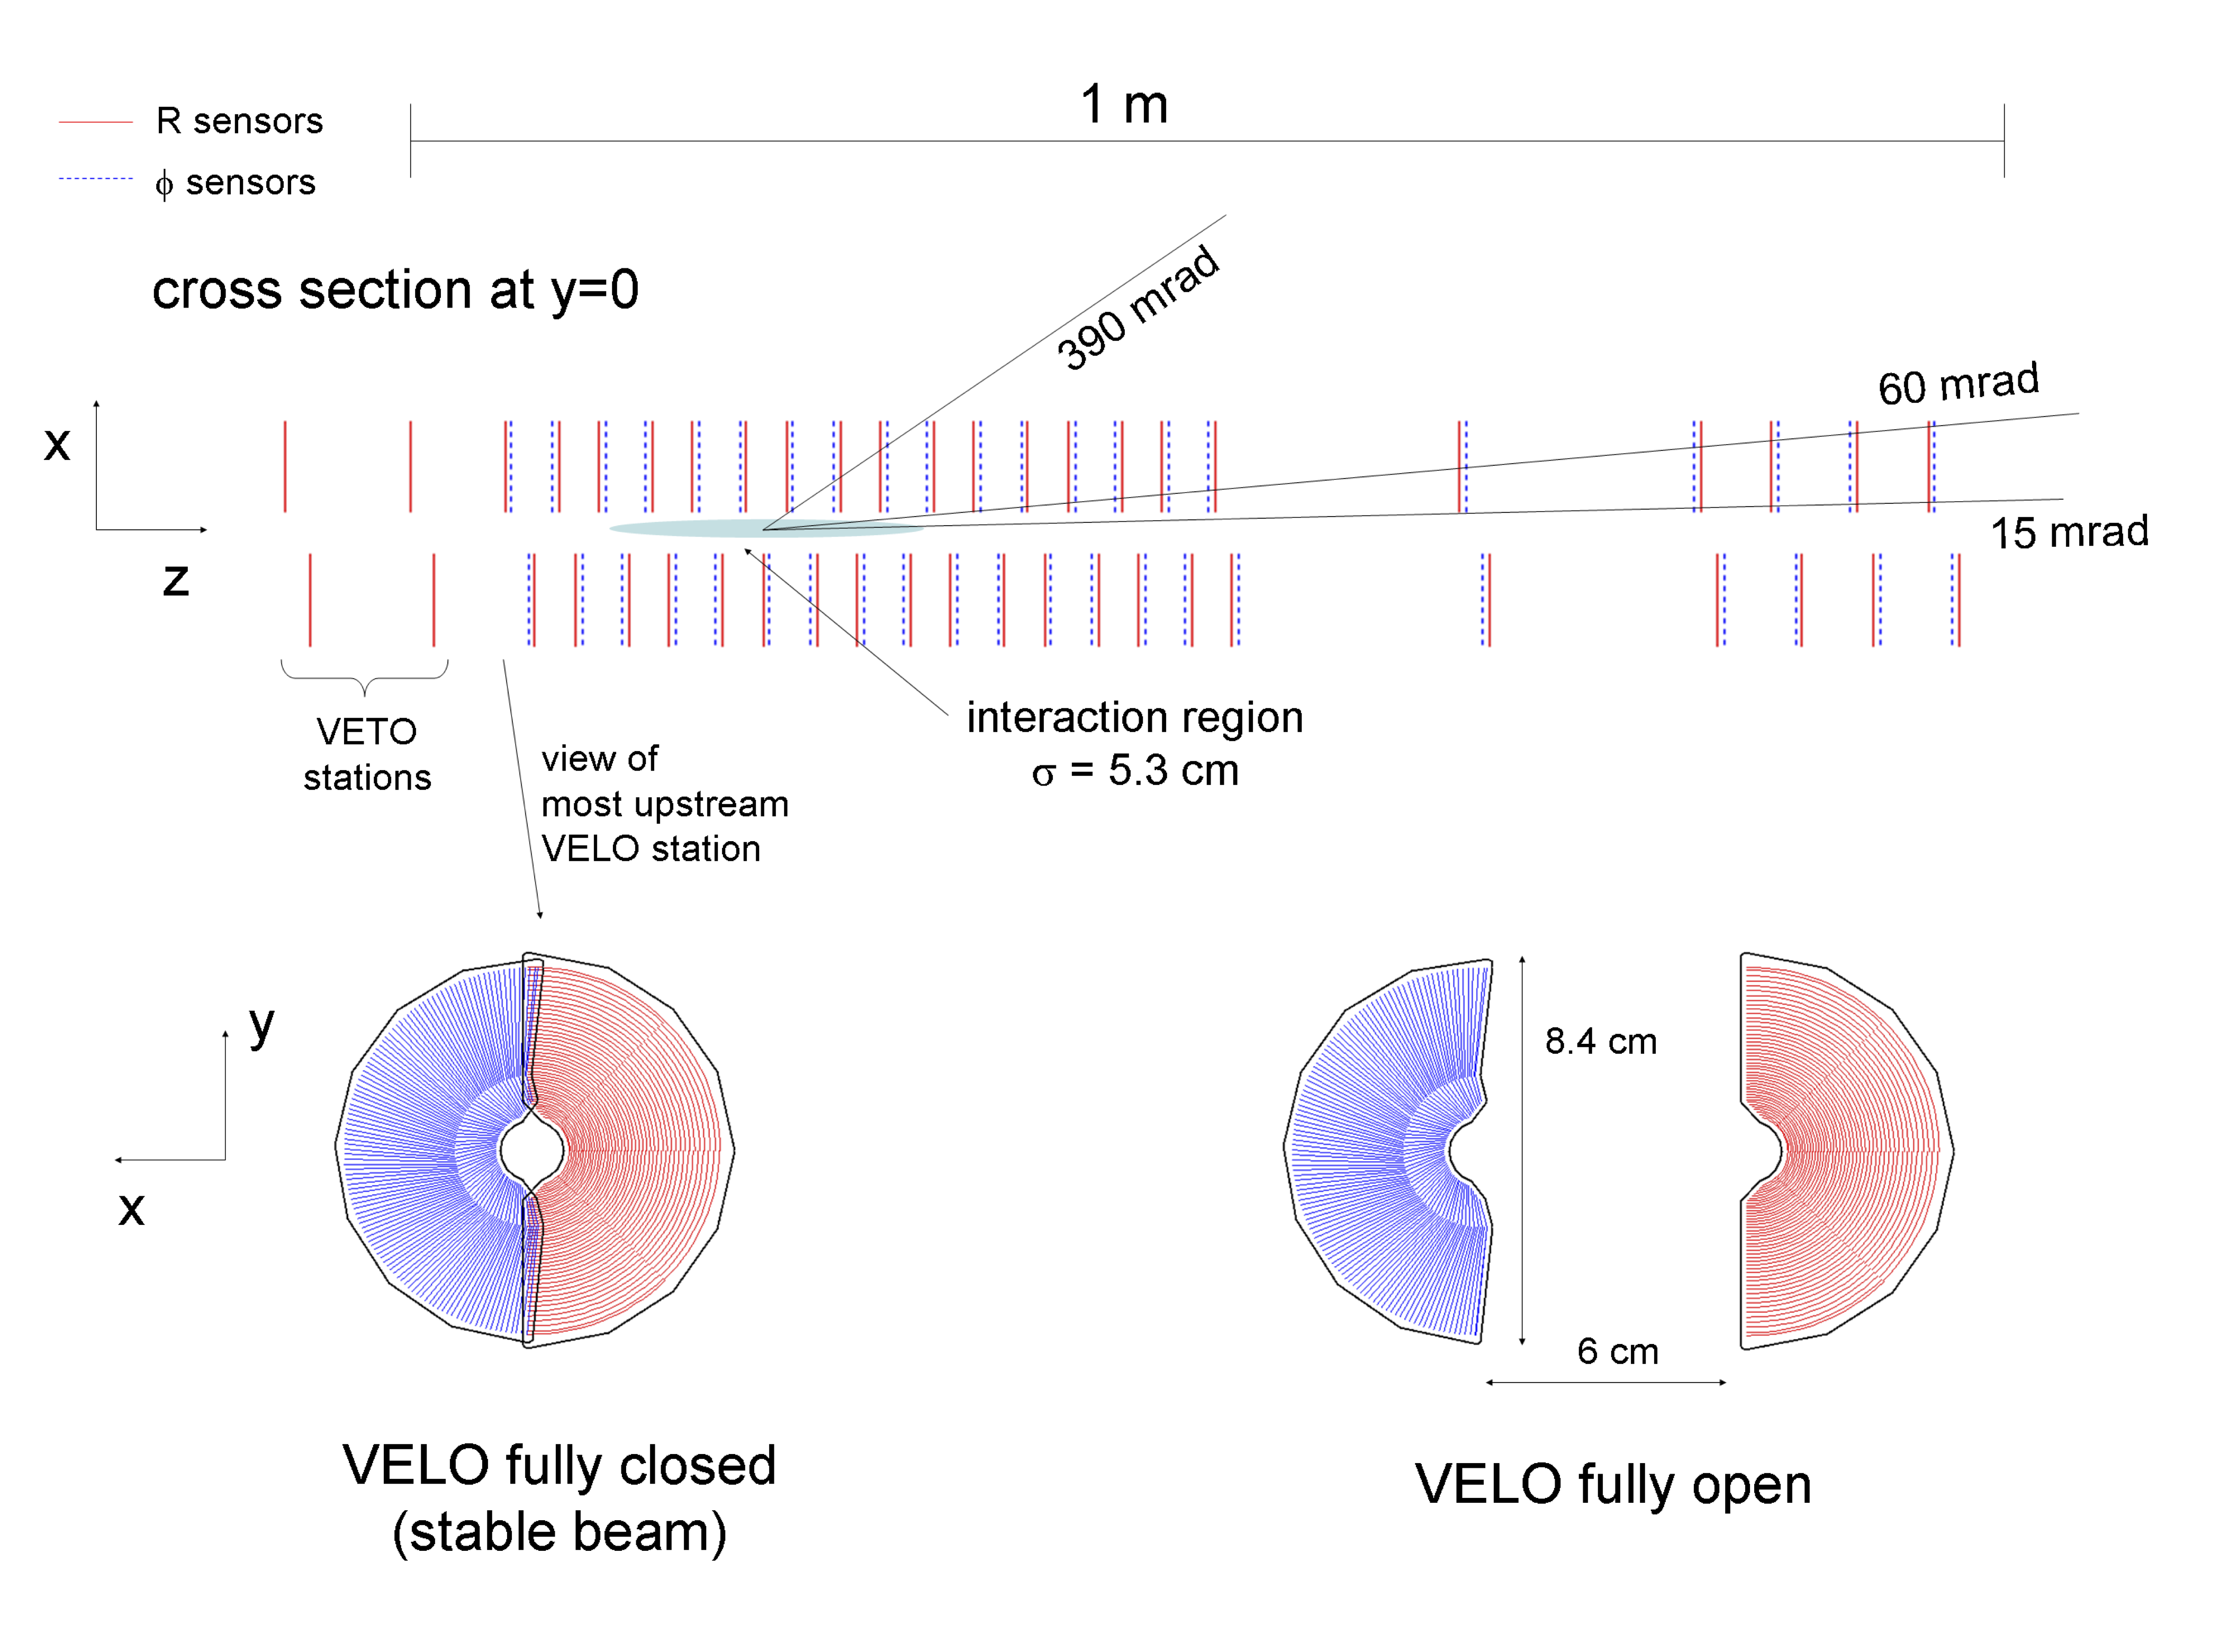 1 m
R sensors
ϕ sensors
cross section at y=0
390 mrad
60 mrad
x
15 mrad
z
interaction region
σ = 5.3 cm
VETO
stations
view of
most upstream
VELO station
y
x
8.4 cm
6 cm
VELO fully closed
(stable beam)
VELO fully open